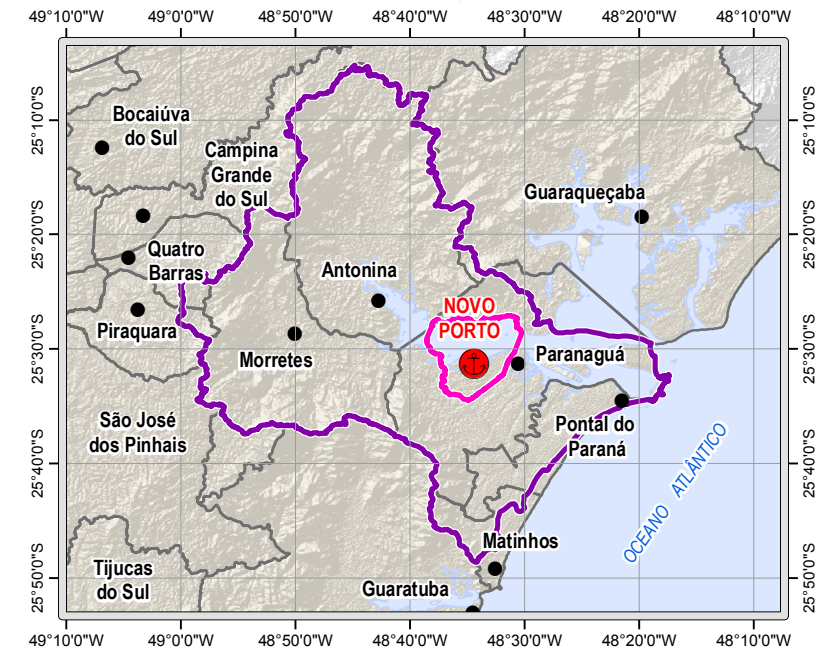 49°10'0"W 49°0'0"W 48°50'0"W 48°40'0"W 48°30'0"W 48°20'0"W 48°10'0"W
25°10'0"S
25°10'0"S
Bocaiúva
do Sul
Campina
Grande
do Sul
Guaraqueçaba
25°20'0"S
25°20'0"S
Quatro
Barras
Antonina
NOVO
PORTO
Piraquara
25°30'0"S
25°30'0"S
Morretes
Paranaguá
São José
dos Pinhais
Pontal do
Paraná
25°40'0"S
25°40'0"S
OCEANO ATLÂNTICO
Matinhos
Tijucas
do Sul
Guaratuba
25°50'0"S
25°50'0"S
49°10'0"W 49°0'0"W 48°50'0"W 48°40'0"W 48°30'0"W 48°20'0"W 48°10'0"W